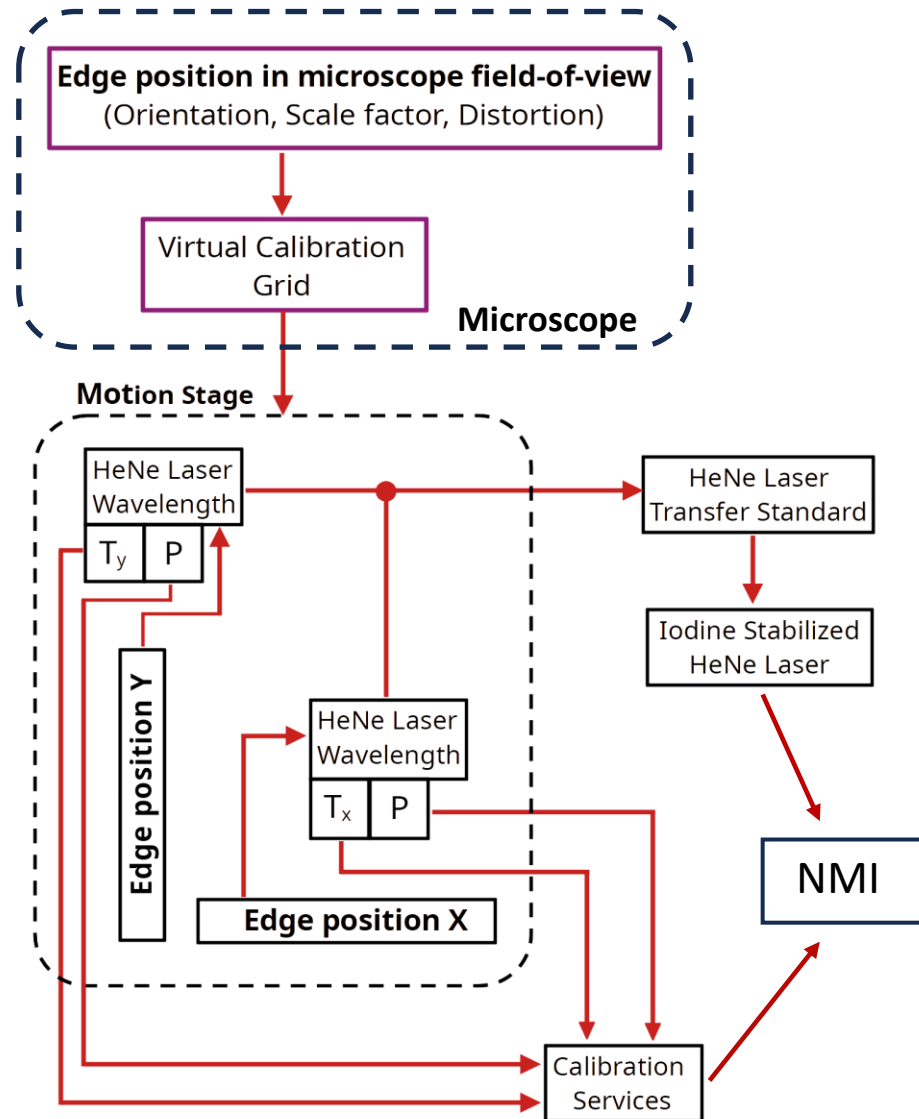 Edge position in microscope field-of-view
(Orientation, Scale factor, Distortion)
Virtual Calibration
Grid
Microscope
Motion Stage
HeNe Laser
Wavelength
Ty P
HeNe Laser
Transfer Standard
Iodine Stabilized
HeNe Laser
Edge position Y
HeNe Laser
Wavelength
Tx P
Edge position X
NMI
Calibration
Services